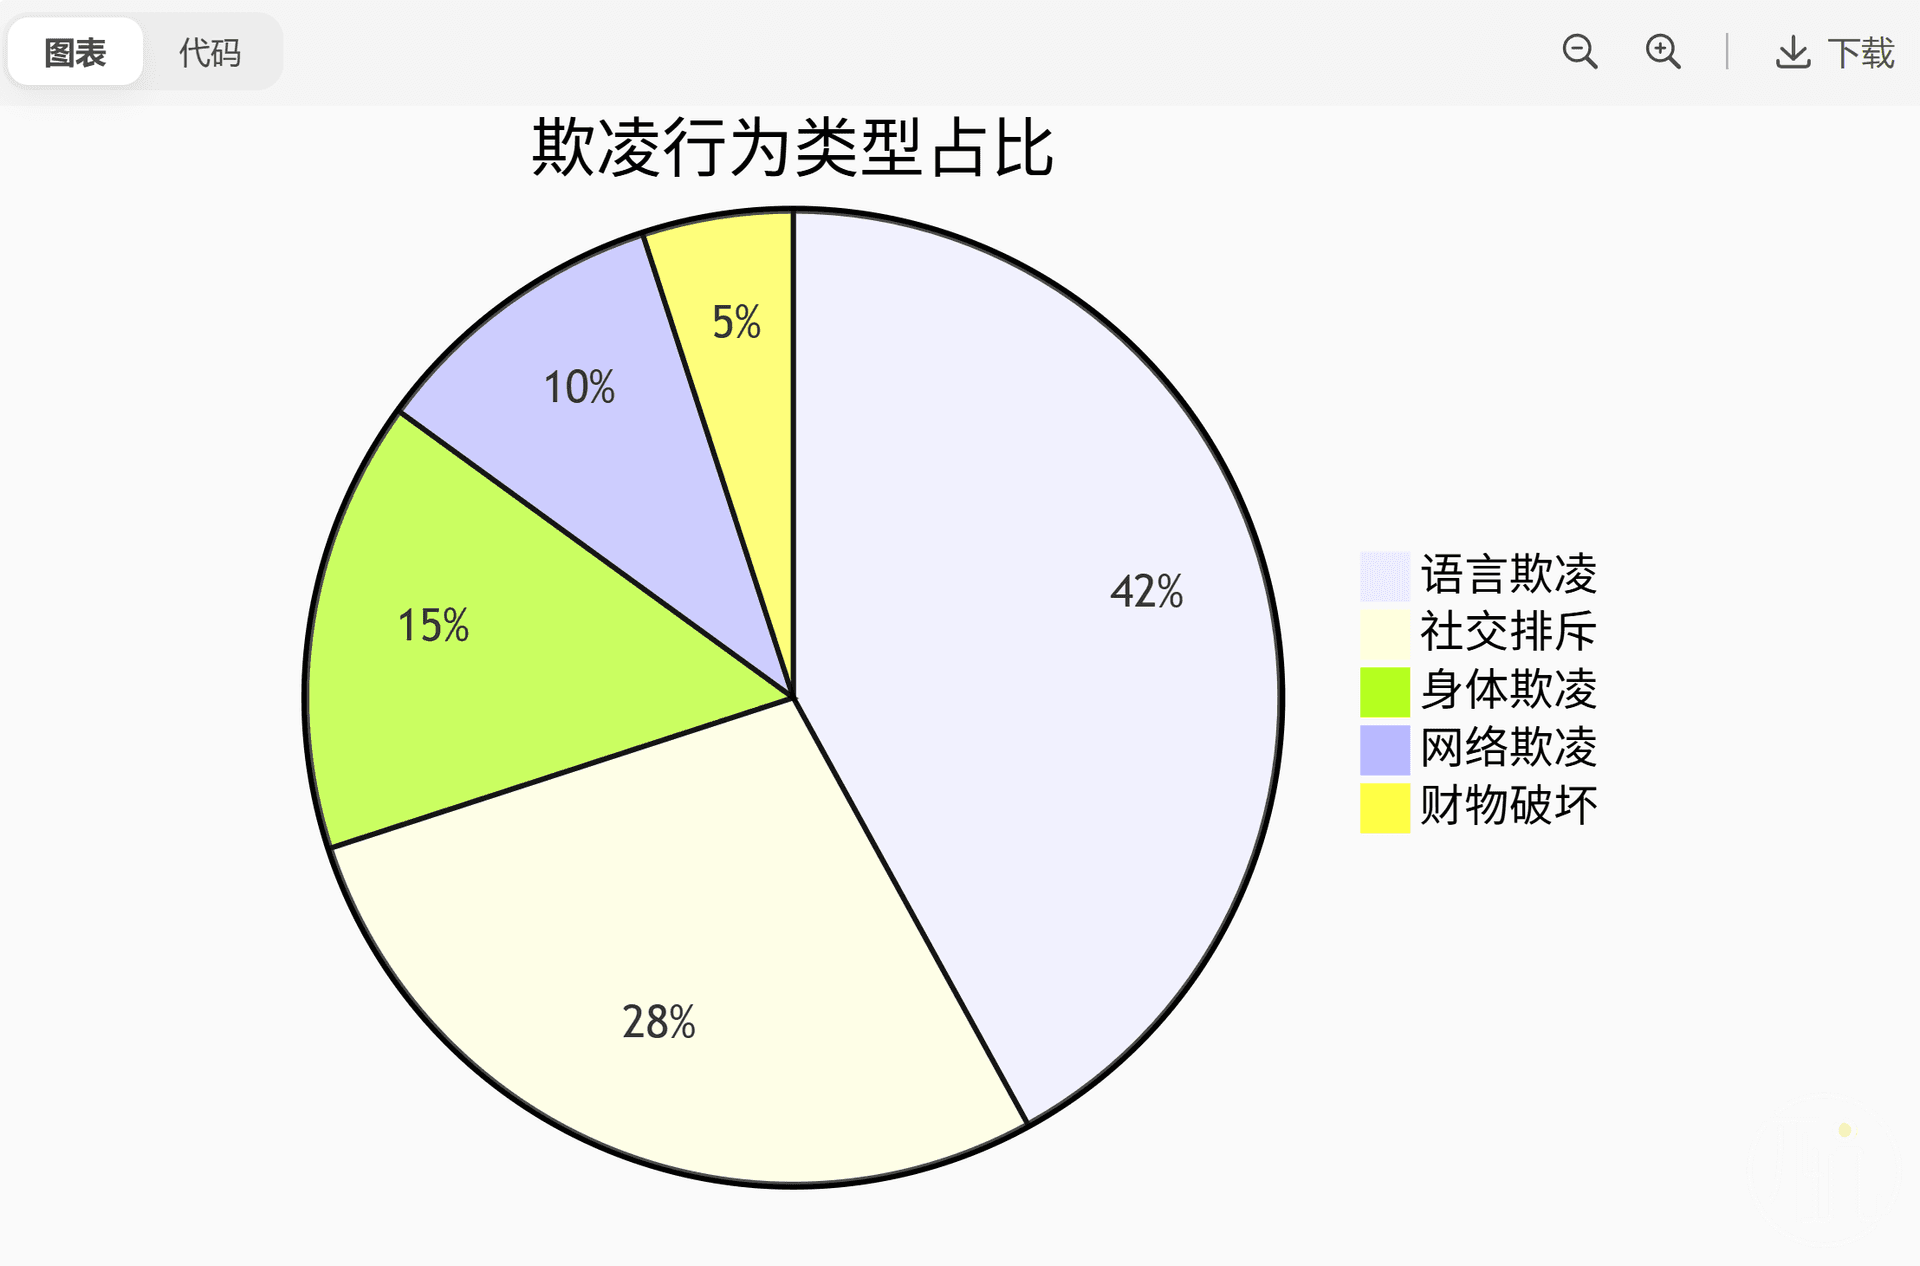 图表 代码 下载
欺凌行为类型占比
5%
10%
42%
15%
28%
语言欺凌
社交排斥
身体欺凌
网络欺凌
财物破坏